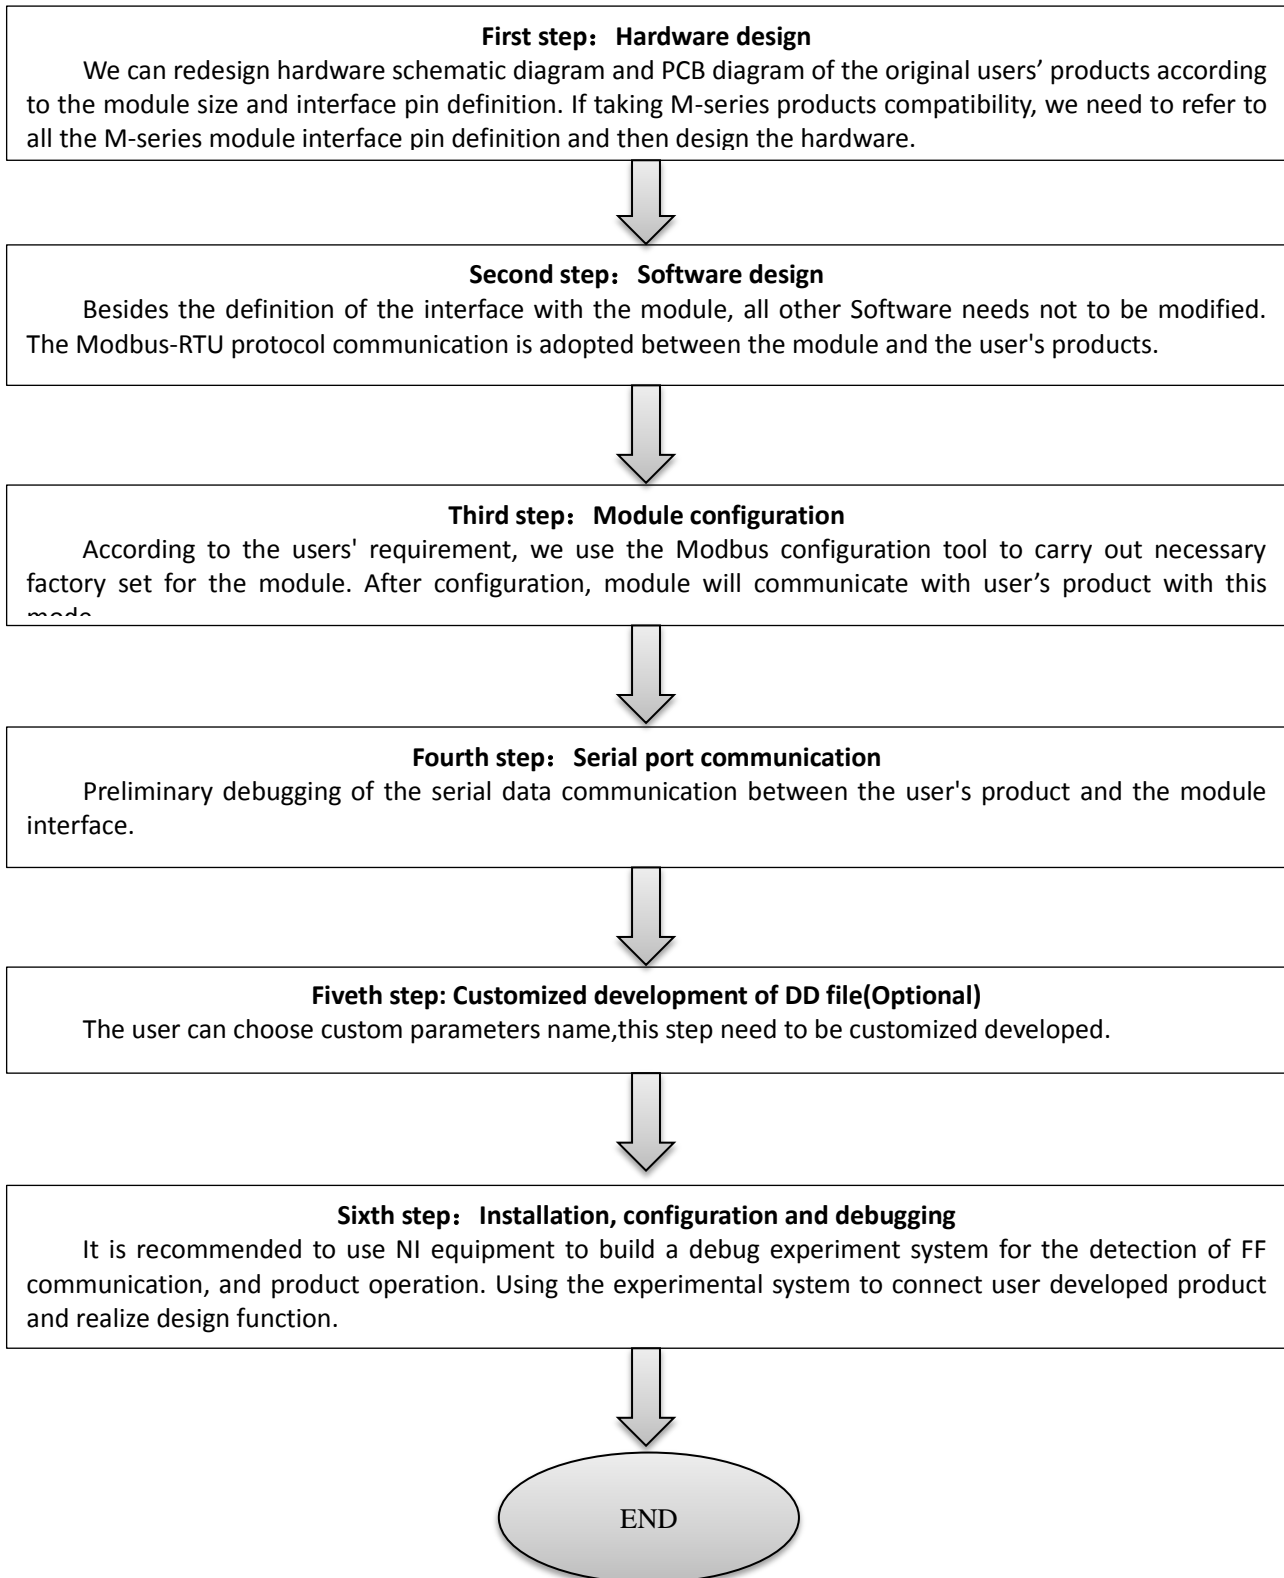 First step：Hardware design
We can redesign hardware schematic diagram and PCB diagram of the original users’ products according
to the module size and interface pin definition. If taking M-series products compatibility, we need to refer to
all the M-series module interface pin definition and then design the hardware.
Second step：Software design
Besides the definition of the interface with the module, all other Software needs not to be modified.
The Modbus-RTU protocol communication is adopted between the module and the user's products.
Third step：Module configuration
According to the users' requirement, we use the Modbus configuration tool to carry out necessary
factory set for the module. After configuration, module will communicate with user’s product with this
Fourth step：Serial port communication
Preliminary debugging of the serial data communication between the user's product and the module
interface.
Fiveth step: Customized development of DD file(Optional)
The user can choose custom parameters name,this step need to be customized developed.
Sixth step：Installation, configuration and debugging
It is recommended to use NI equipment to build a debug experiment system for the detection of FF
communication, and product operation. Using the experimental system to connect user developed product
and realize design function.
END